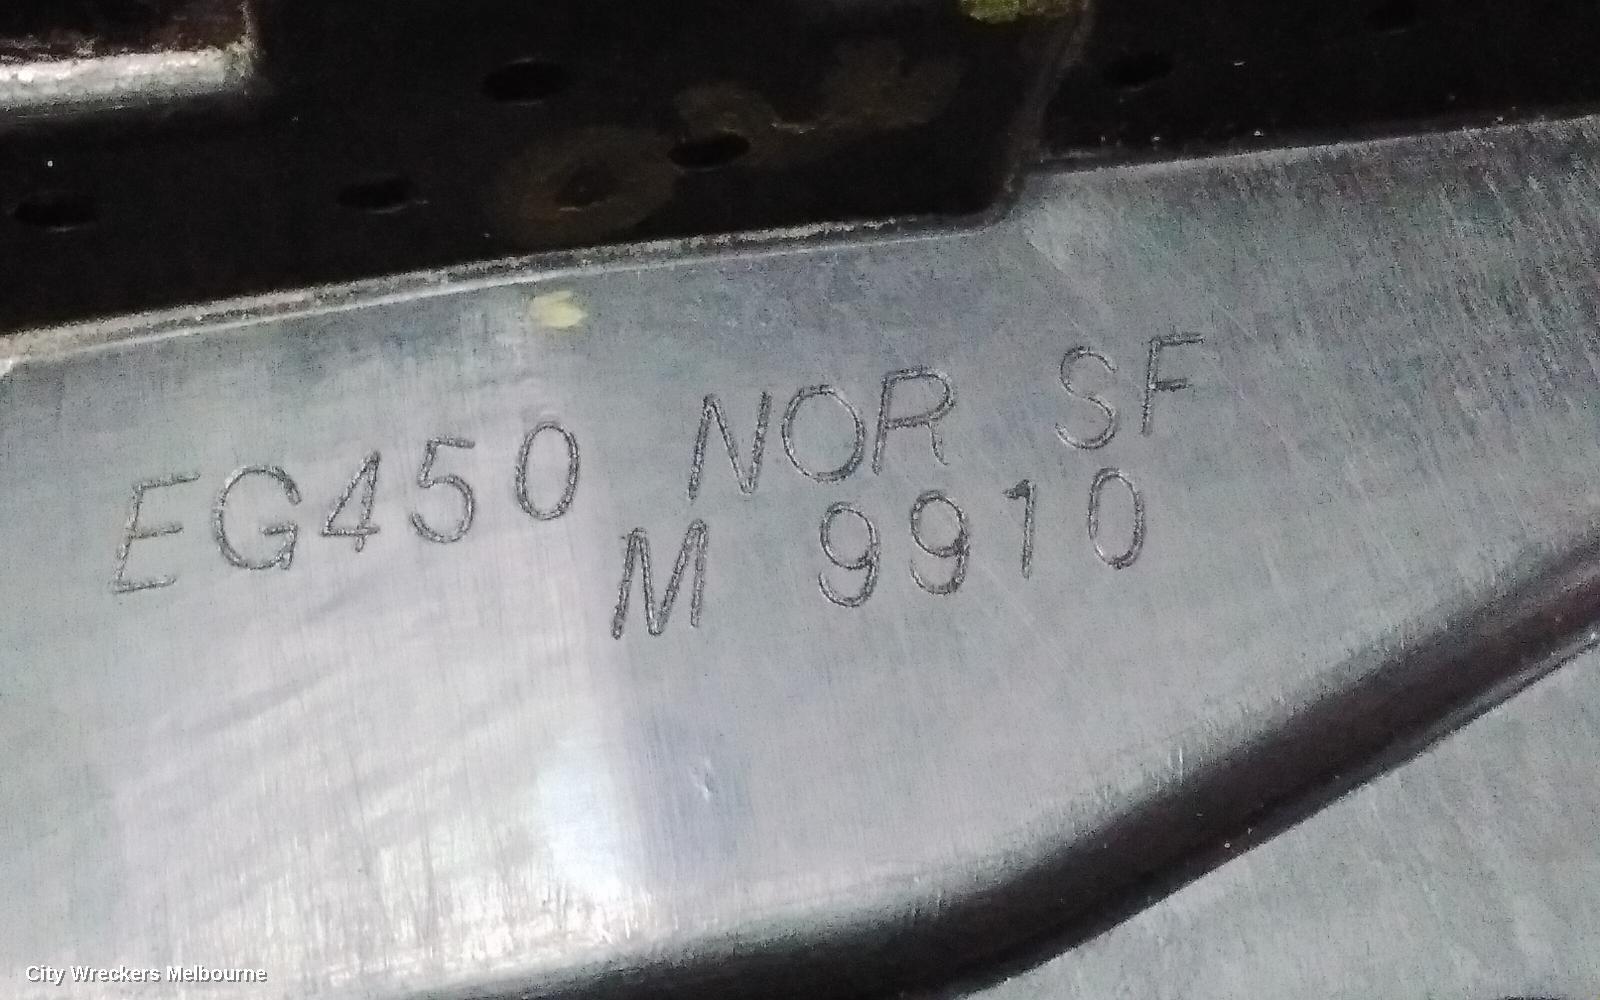 EG450 NOR SF
M 9910
City Wreckers Melbourne